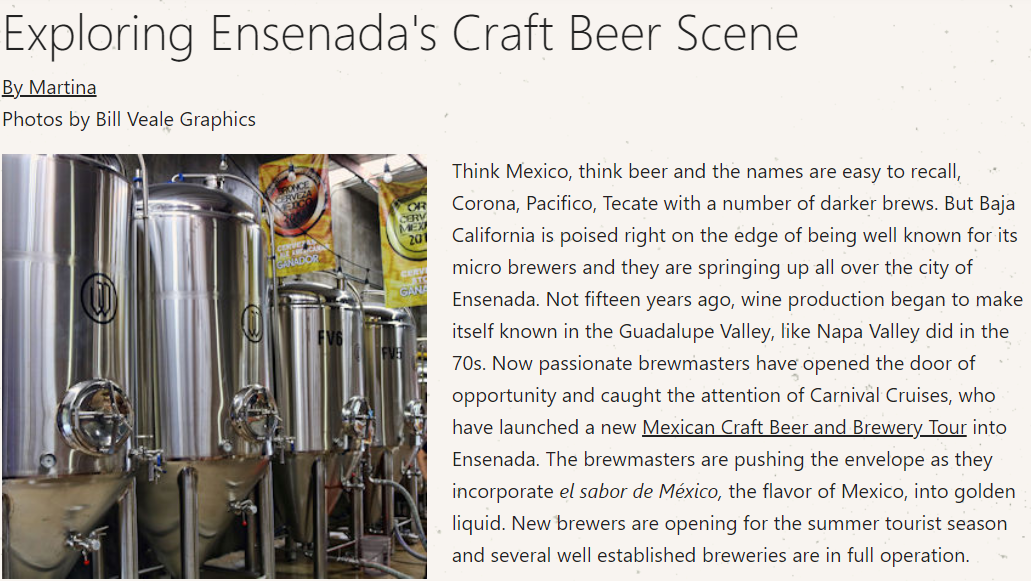 Exploring Ensenada's Craft Beer Scene
By Martina
Photos by Bill Veale Graphics
GANADOR
FV6
FV5
Think Mexico, think beer and the names are easy to recall,
Corona, Pacifico, Tecate with a number of darker brews. But Baja
California is poised right on the edge of being well known for its
micro brewers and they are springing up all over the city of
Ensenada. Not fifteen years ago, wine production began to make
itself known in the Guadalupe Valley, like Napa Valley did in the
70s. Now passionate brewmasters have opened the door of
opportunity and caught the attention of Carnival Cruises, who
have launched a new Mexican Craft Beer and Brewery Tour into
Ensenada. The brewmasters are pushing the envelope as they
incorporate el sabor de México, the flavor of Mexico, into golden
liquid. New brewers are opening for the summer tourist season
and several well established breweries are in full operation.